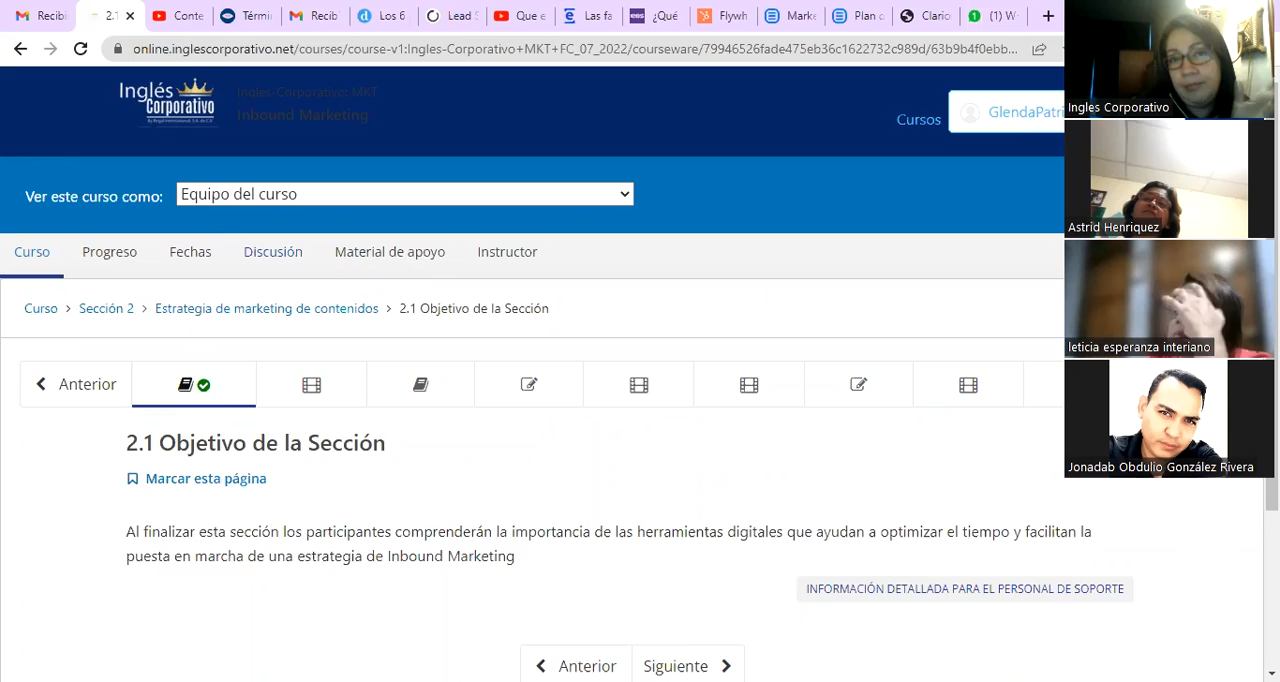 Recib
2.1
Conte
Términ
Recib
Los 6
Lead S
Que e
Las fa
¿Qué
Flywh
Marke
Plan d
Clario
(1) W
online.inglescorporativo.net/courses/course-v1:Ingles-Corporativo+MKT+FC_07_2022/courseware/79946526fade475eb36c1622732c989d/63b9b4f0ebb...
Inglés Corporativo
By Regal International, S.A. de C.V.
Ingles-Corporativo: MKT
Inbound Marketing
Cursos
GlendaPatri
Ver este curso como:
Equipo del curso
Curso
Progreso
Fechas
Discusión
Material de apoyo
Instructor
Curso > Sección 2 > Estrategia de marketing de contenidos > 2.1 Objetivo de la Sección
Anterior
2.1 Objetivo de la Sección
Marcar esta página
Al finalizar esta sección los participantes comprenderán la importancia de las herramientas digitales que ayudan a optimizar el tiempo y facilitan la
puesta en marcha de una estrategia de Inbound Marketing
INFORMACIÓN DETALLADA PARA EL PERSONAL DE SOPORTE
Anterior
Siguiente
Ingles Corporativo
Astrid Henriquez
leticia esperanza interiano
Jonadab Obdulio González Rivera